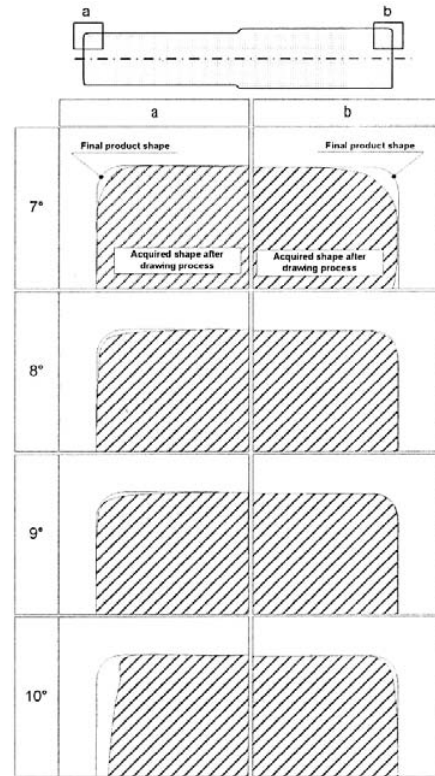 a
b
a
b
7°
Final product shape
Final product shape
Acquired shape after
drawing process
Acquired shape after
drawing process
8°
9°
10°